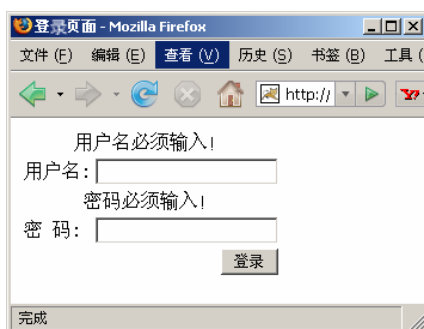 登录页面 - Mozilla Firefox
文件 (F) 编辑 (E) 查看 (V) 历史 (S) 书签 (B) 工具 (
http://
用户名必须输入!
用户名:
密码必须输入!
密 码:
登录
完成